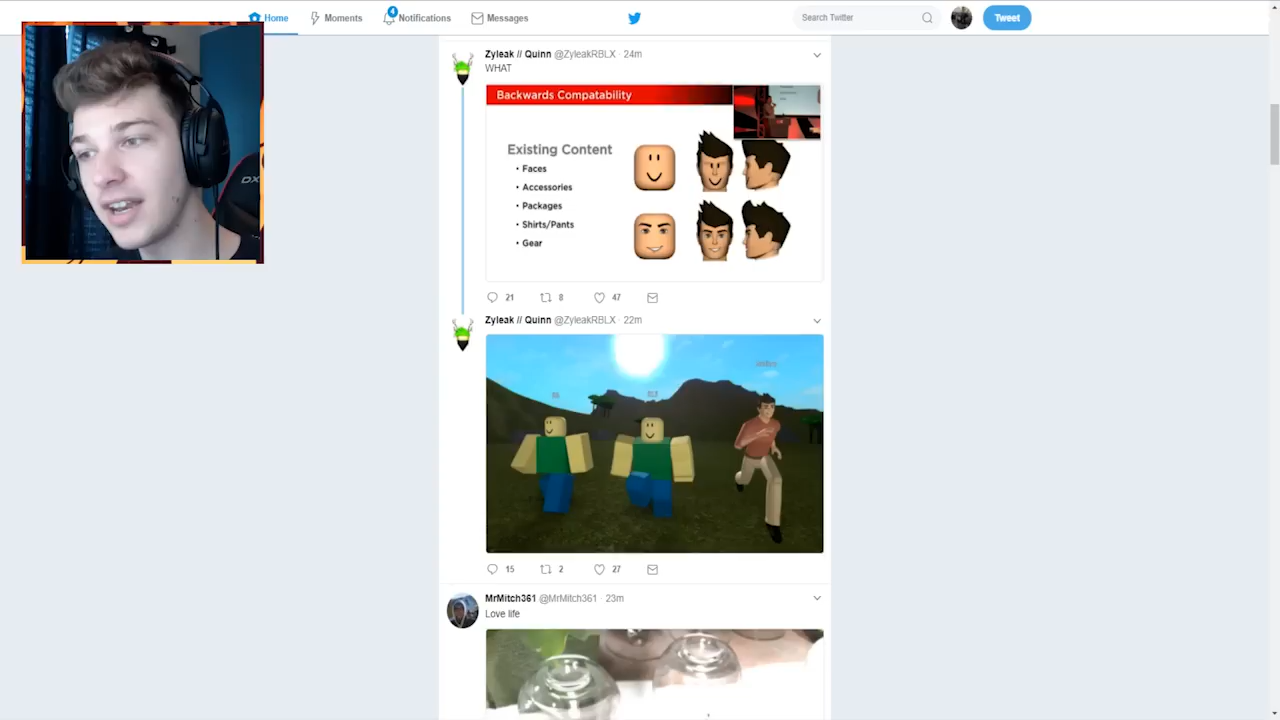 Home
Moments
4
Notifications
Messages
Search Twitter
Tweet
Zyleak // Quinn @ZyleakRBLX · 24m
WHAT
Backwards Compatability
Existing Content
• Faces
• Accessories
• Packages
• Shirts/Pants
• Gear
21
8
47
Zyleak // Quinn @ZyleakRBLX · 22m
15
2
27
MrMitch361 @MrMitch361 · 23m
Love life
DX